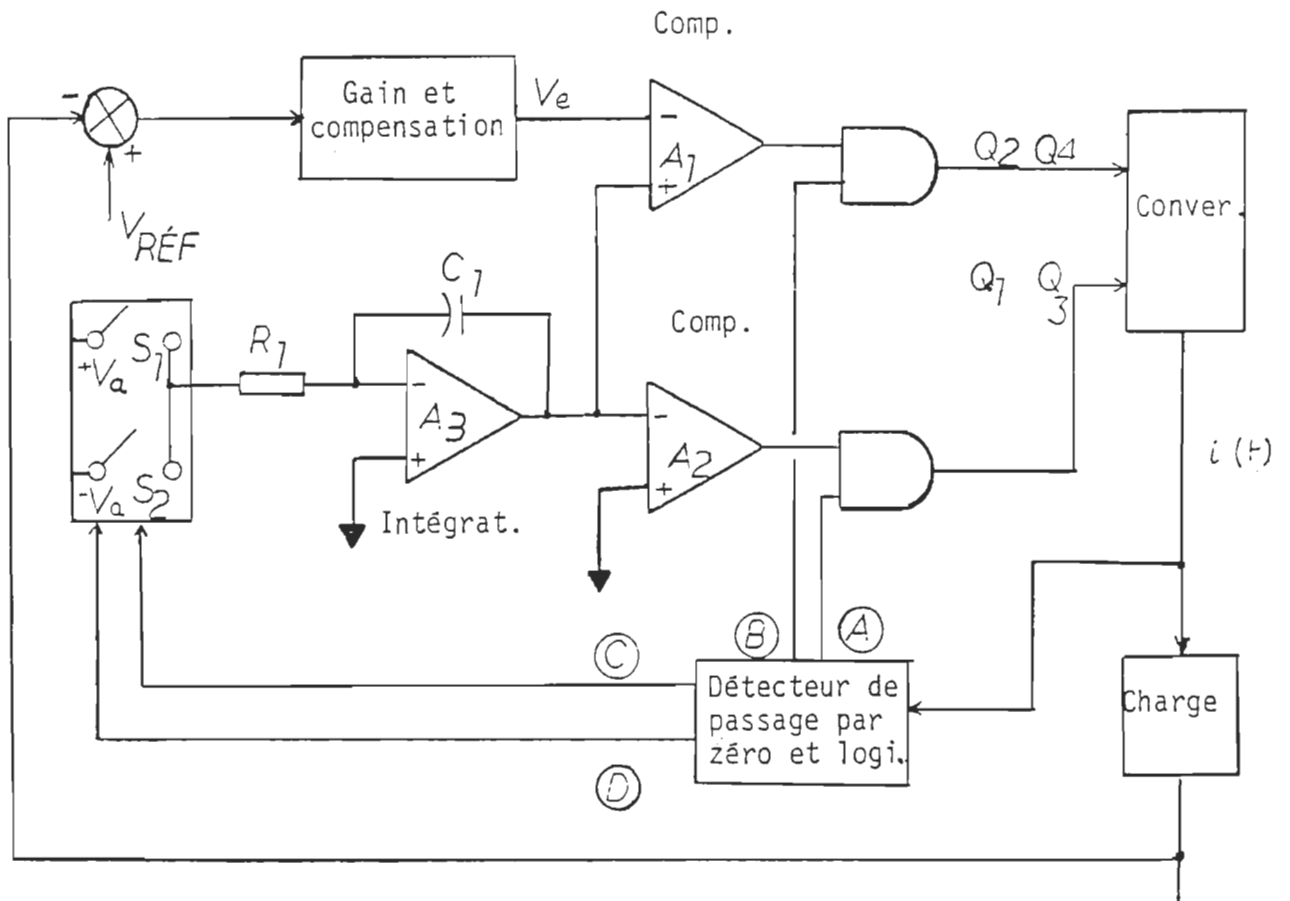 Comp.
Gain et
compensation
Ve
-
+
VRÉF
-
A1
+
Q2 Q4
Conver.
Q1 Q3
C1
Comp.
+Va S1
R1
-
A3
+
-
A2
+
-Va S2
Intégrat.
i(t)
B
A
C
Détecteur de
passage par
zéro et logi.
D
Charge